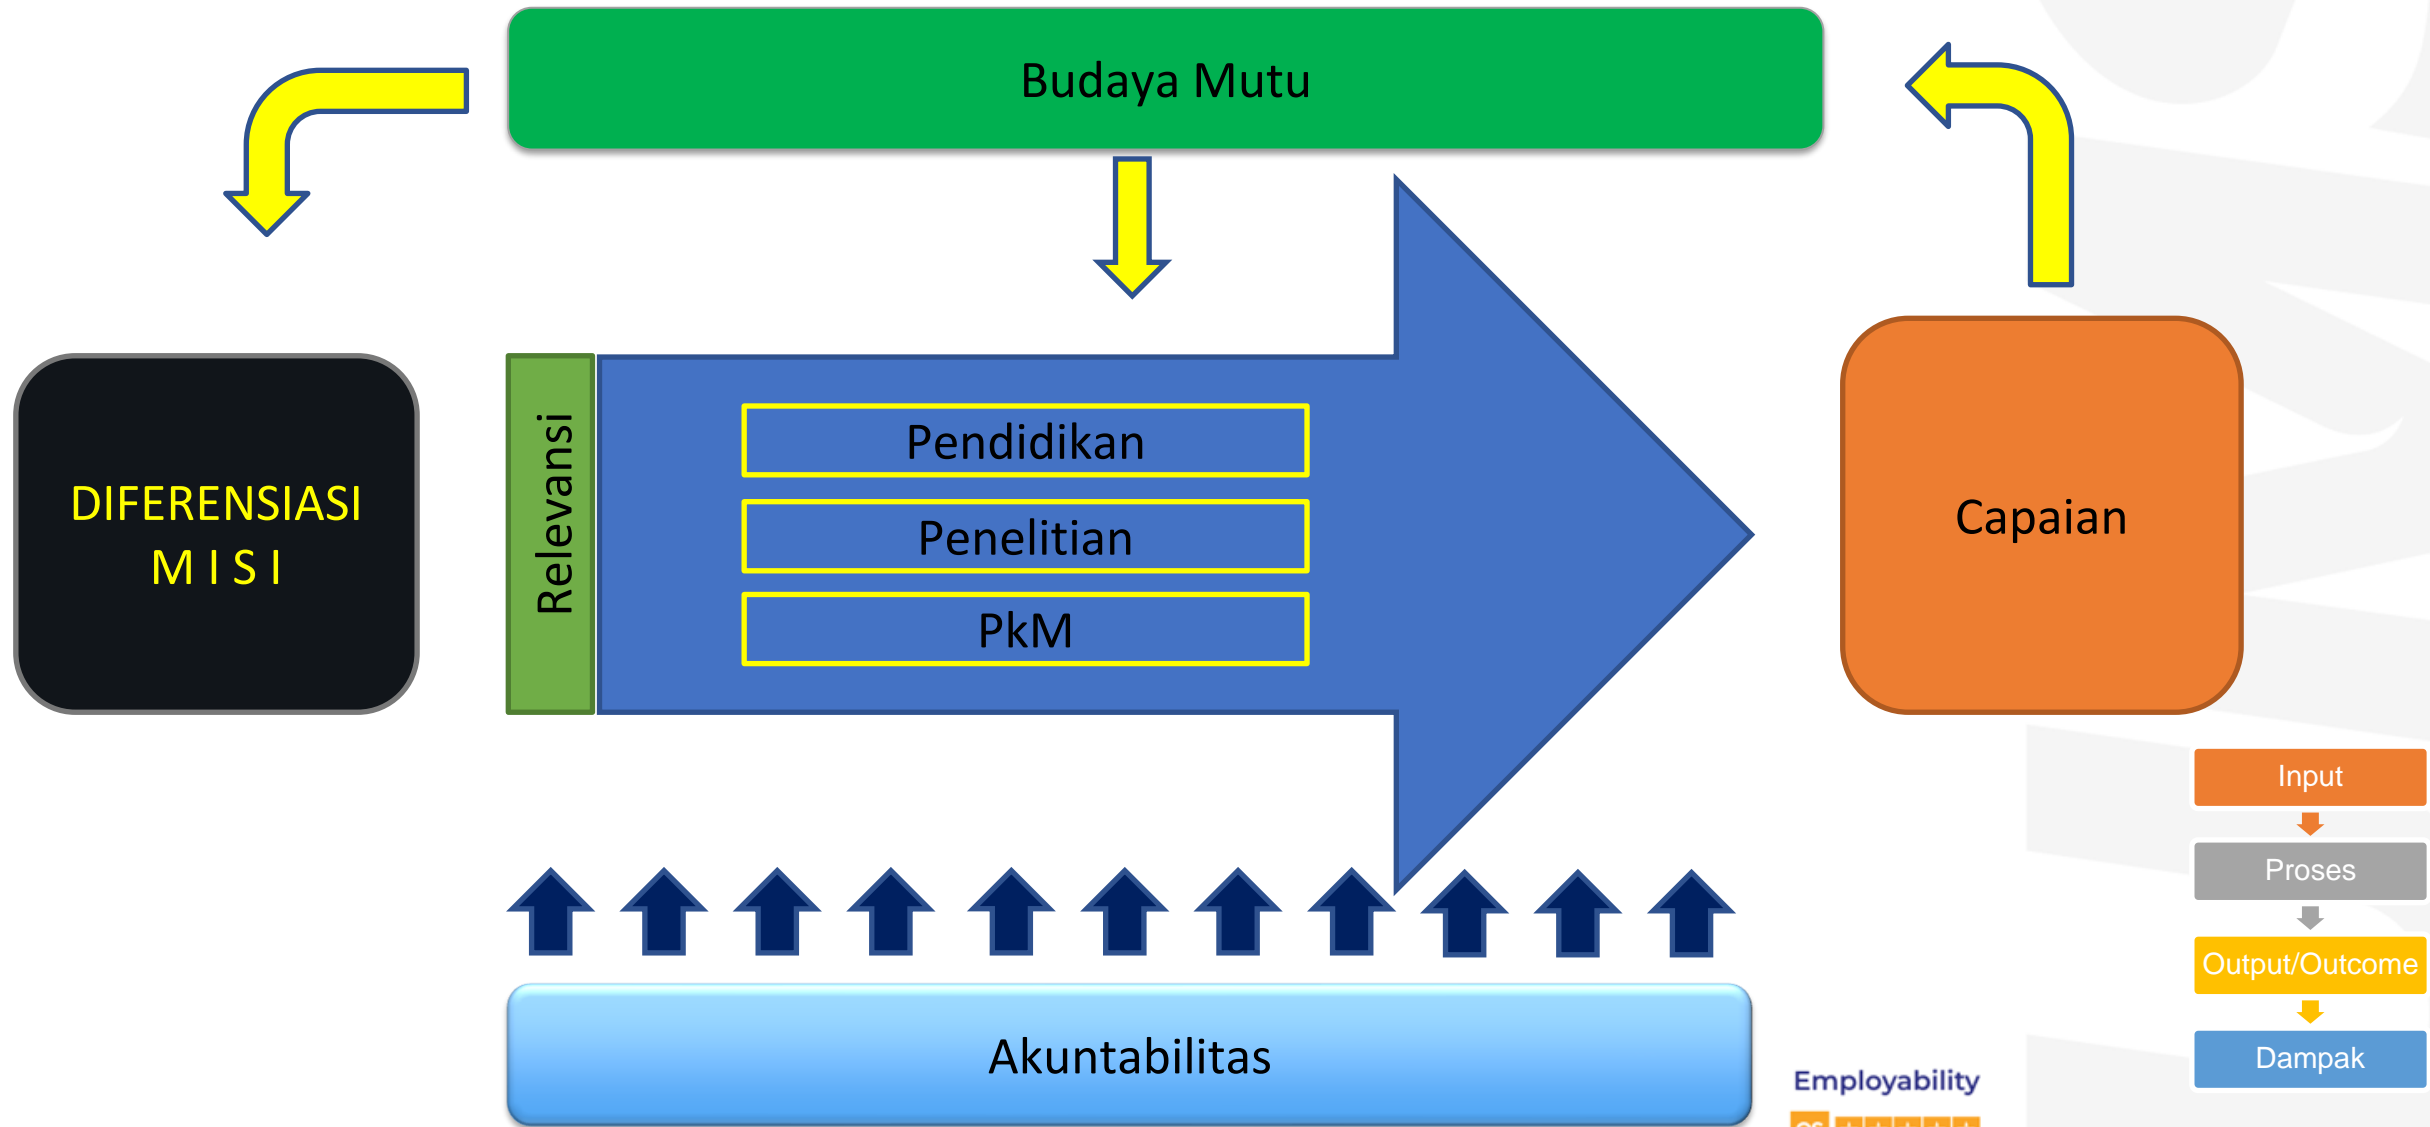 Budaya Mutu
DIFERENSIASI
M I S I
Relevansi
Pendidikan
Penelitian
PkM
Capaian
Akuntabilitas
Input
Proses
Output/Outcome
Dampak
Employability